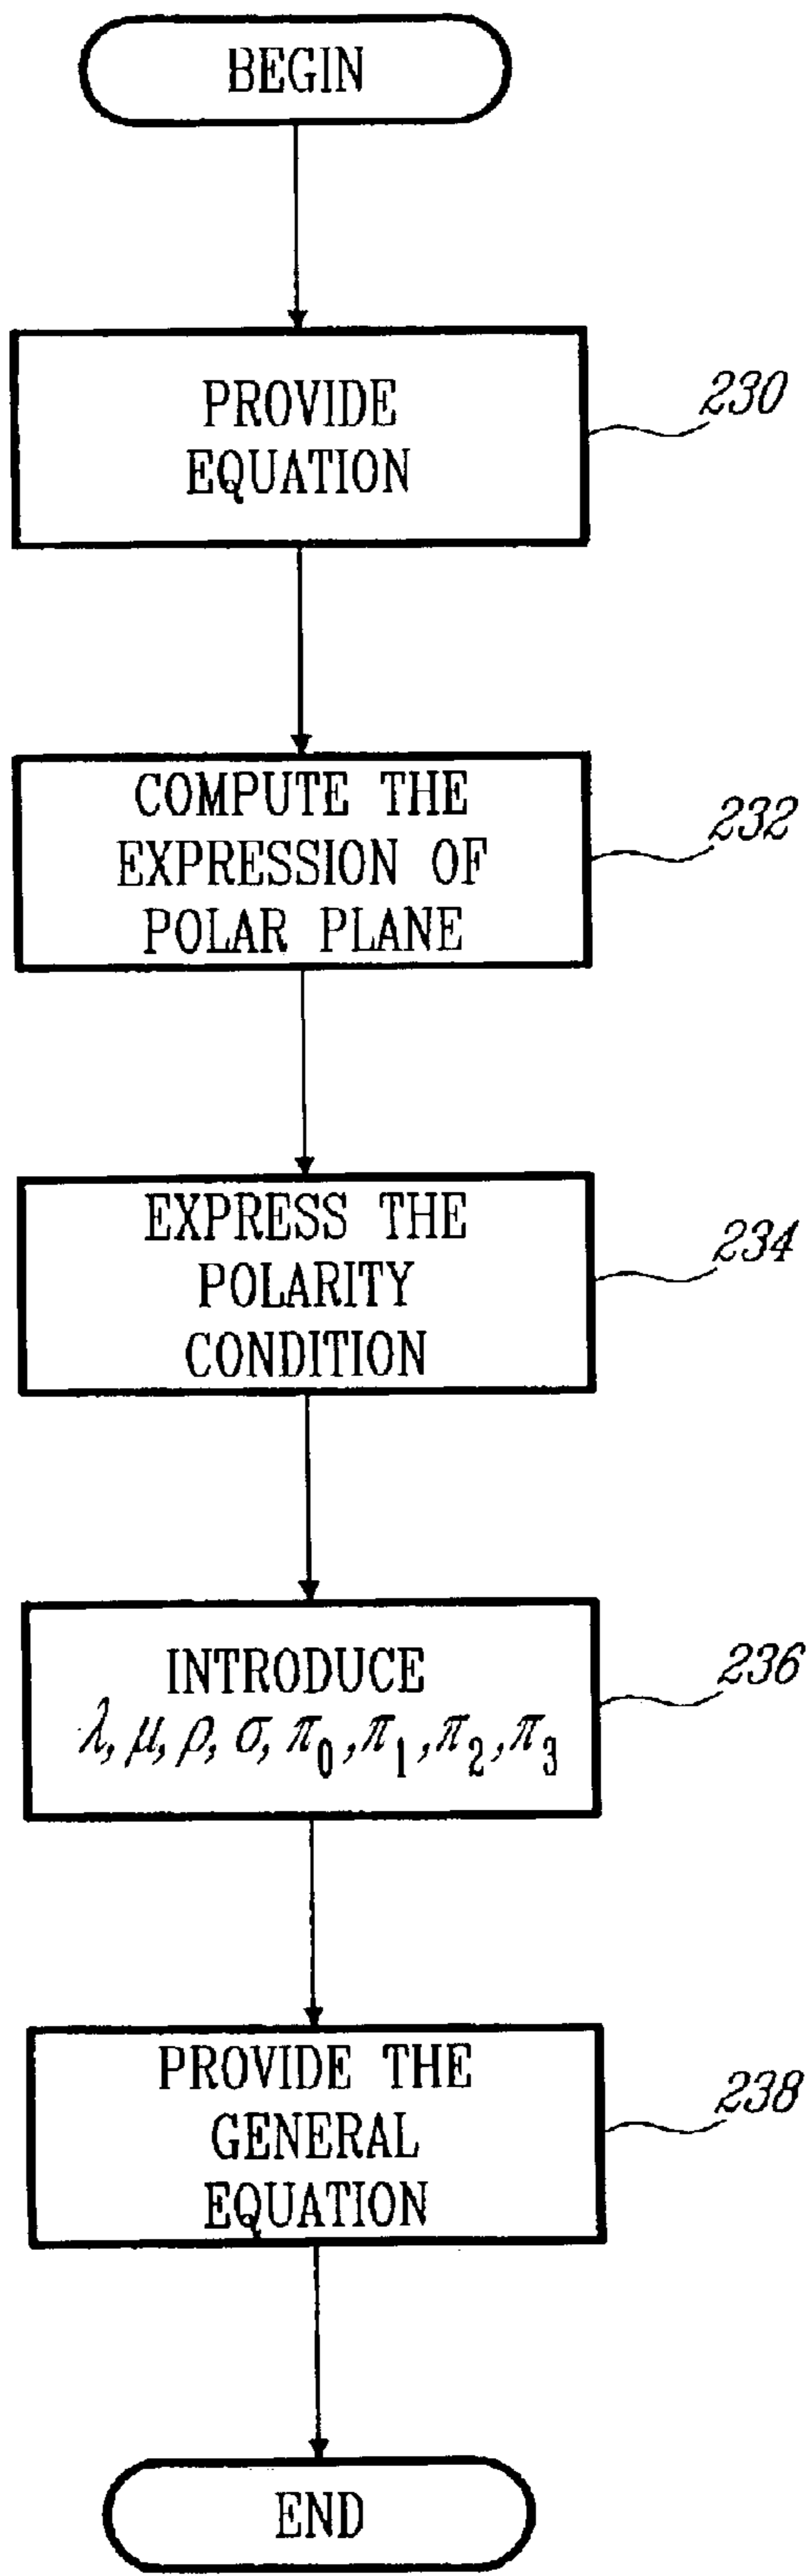 BEGIN
PROVIDE
EQUATION
230
COMPUTE THE
EXPRESSION OF
POLAR PLANE
232
EXPRESS THE
POLARITY
CONDITION
234
INTRODUCE
λ, μ, ρ, σ, π₀, π₁, π₂, π₃
236
PROVIDE THE
GENERAL
EQUATION
238
END